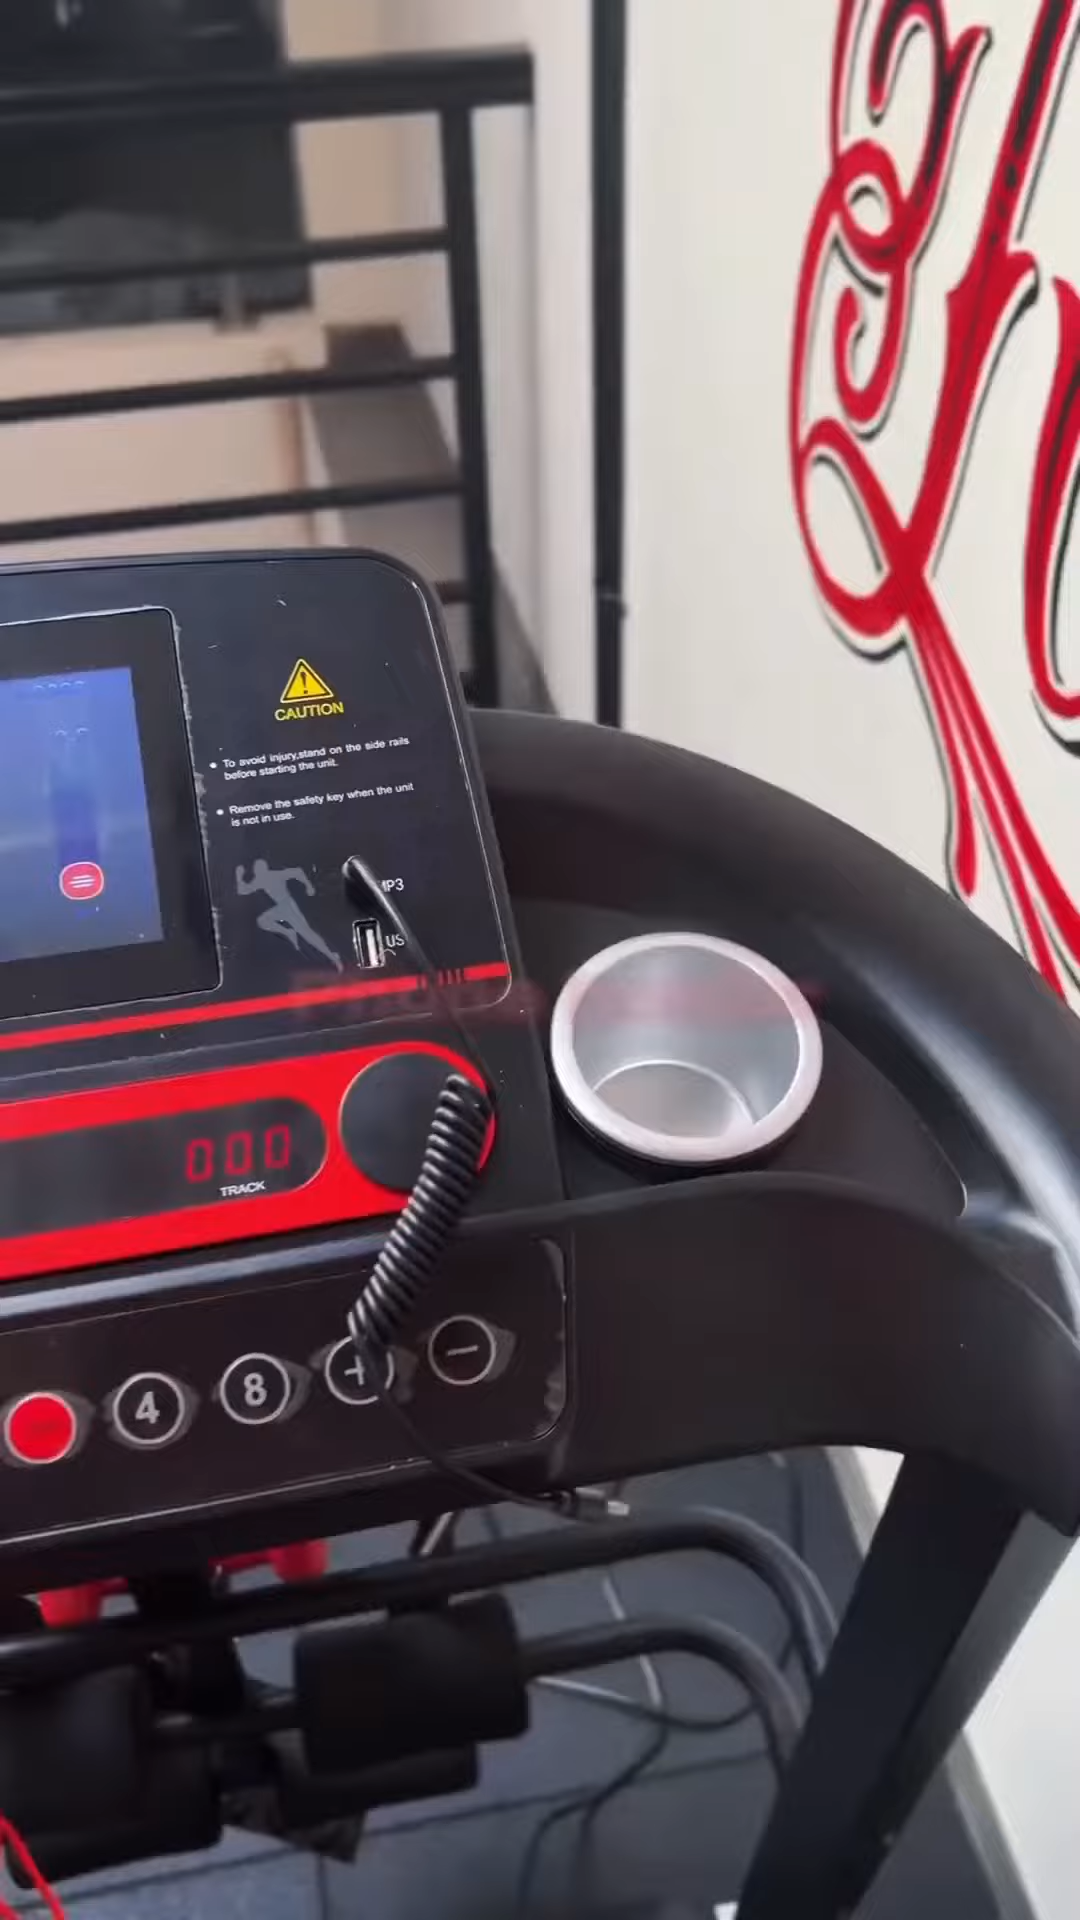 CAUTION
• To avoid injury,stand on the side rails
before starting the unit.
• Remove the safety key when the unit
is not in use.
MP3
US
000
TRACK
4
8
+
−